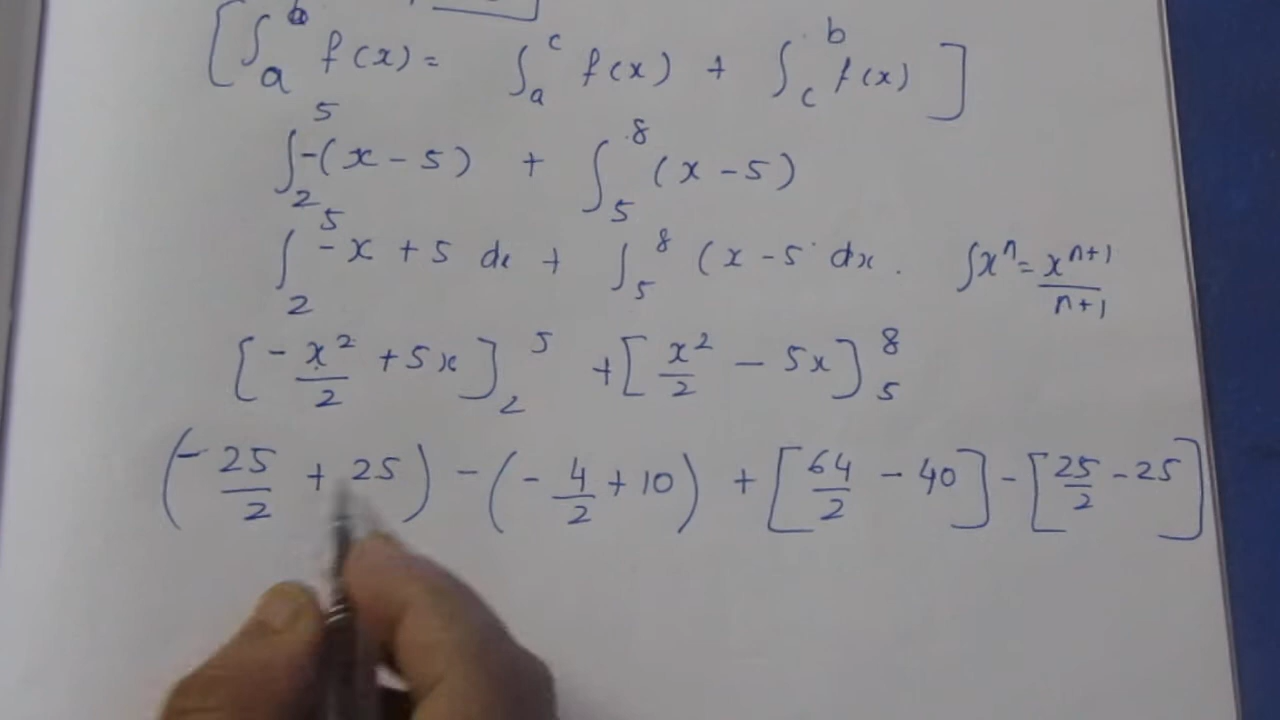 [∫_a^b f(x) = ∫_a^c f(x) + ∫_c^b f(x)]
∫_2^5 -(x - 5) + ∫_5^8 (x - 5)
∫_2^5 -x + 5 dx + ∫_5^8 (x - 5 dx. ∫x^n = x^(n+1)/(n+1)
[-x²/2 + 5x]_2^5 + [x²/2 - 5x]_5^8
(-25/2 + 25) - (-4/2 + 10) + [64/2 - 40] - [25/2 - 25]